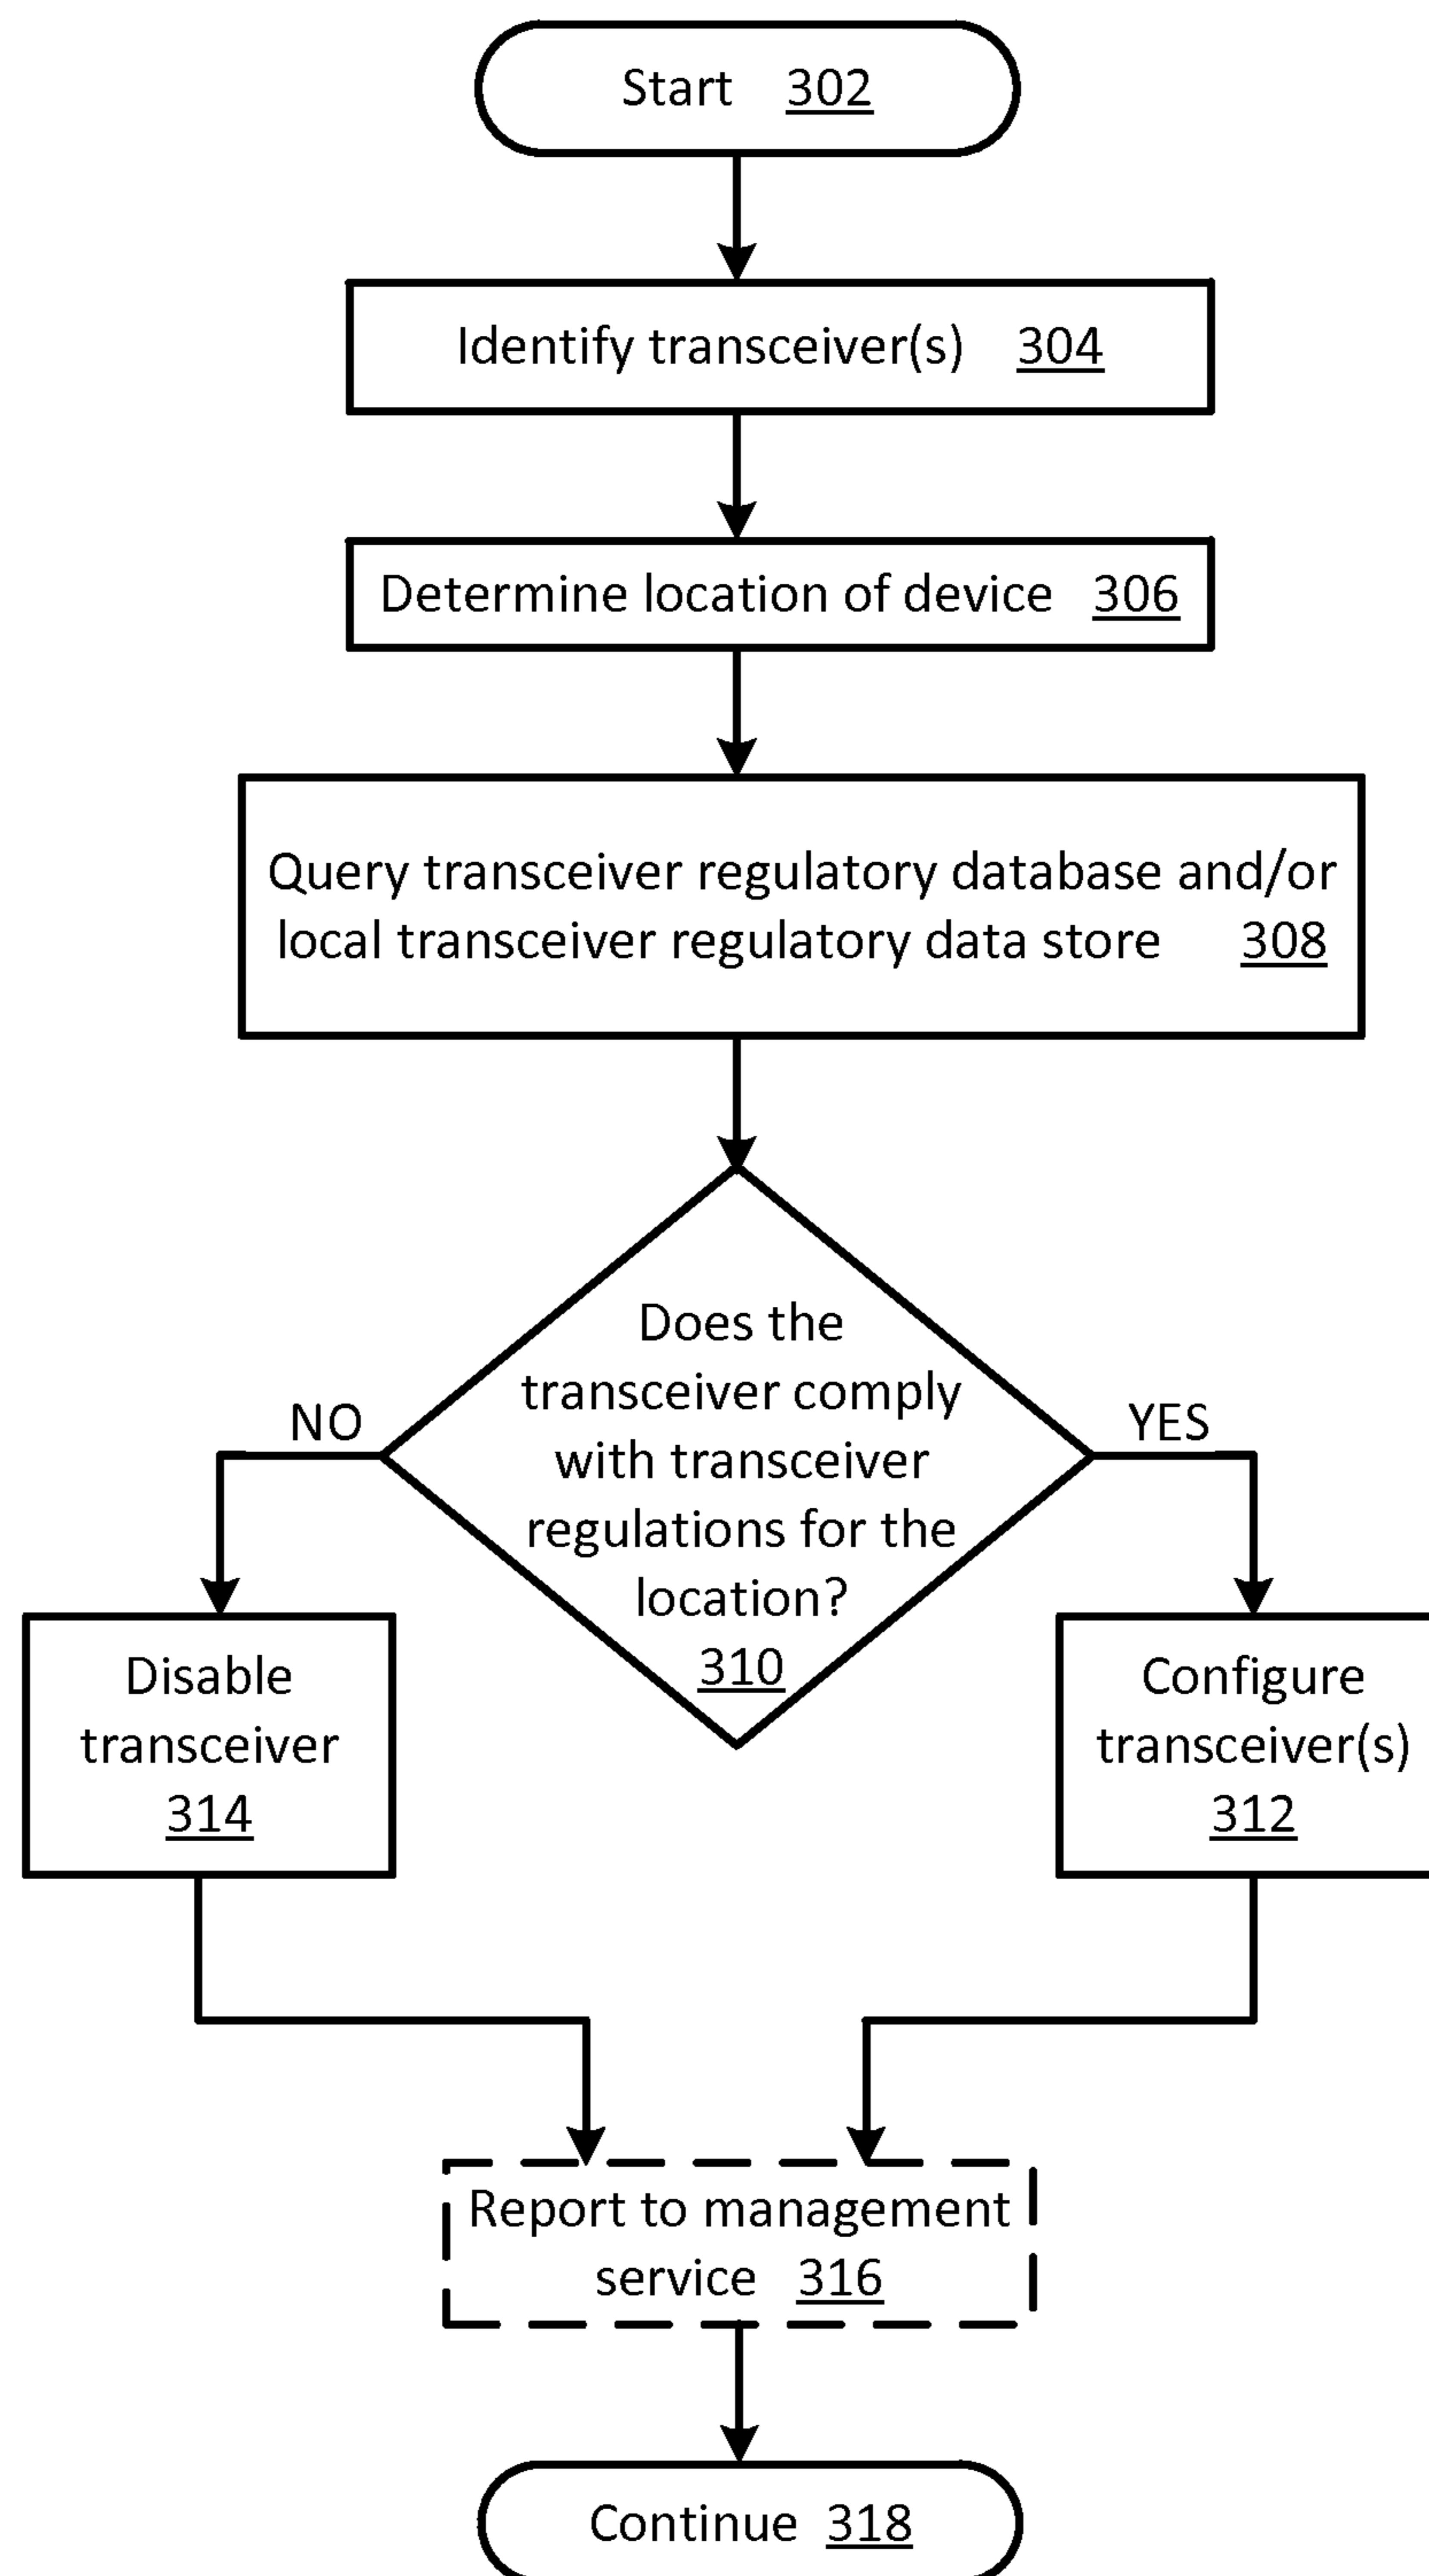 Start 302
Identify transceiver(s) 304
Determine location of device 306
Query transceiver regulatory database and/or
local transceiver regulatory data store 308
Does the
transceiver comply
with transceiver
regulations for the
location?
310
NO
YES
Disable
transceiver
314
Configure
transceiver(s)
312
Report to management
service 316
Continue 318